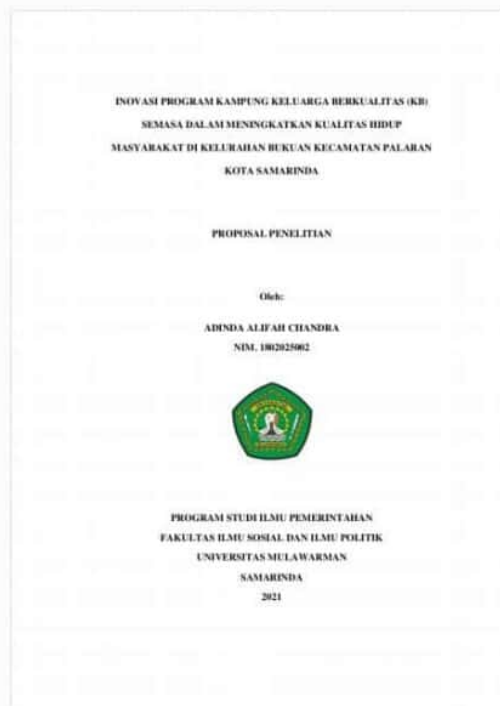 INOVASI PROGRAM KAMPUNG KELUARGA BERKUALITAS (KB)
SEMASA DALAM MENINGKATKAN KUALITAS HIDUP
MASYARAKAT DI KELURAHAN BUKUAN KECAMATAN PALARAN
KOTA SAMARINDA
PROPOSAL PENELITIAN
Oleh:
ADINDA ALIFAH CHANDRA
NIM. 1802025002
PROGRAM STUDI ILMU PEMERINTAHAN
FAKULTAS ILMU SOSIAL DAN ILMU POLITIK
UNIVERSITAS MULAWARMAN
SAMARINDA
2021